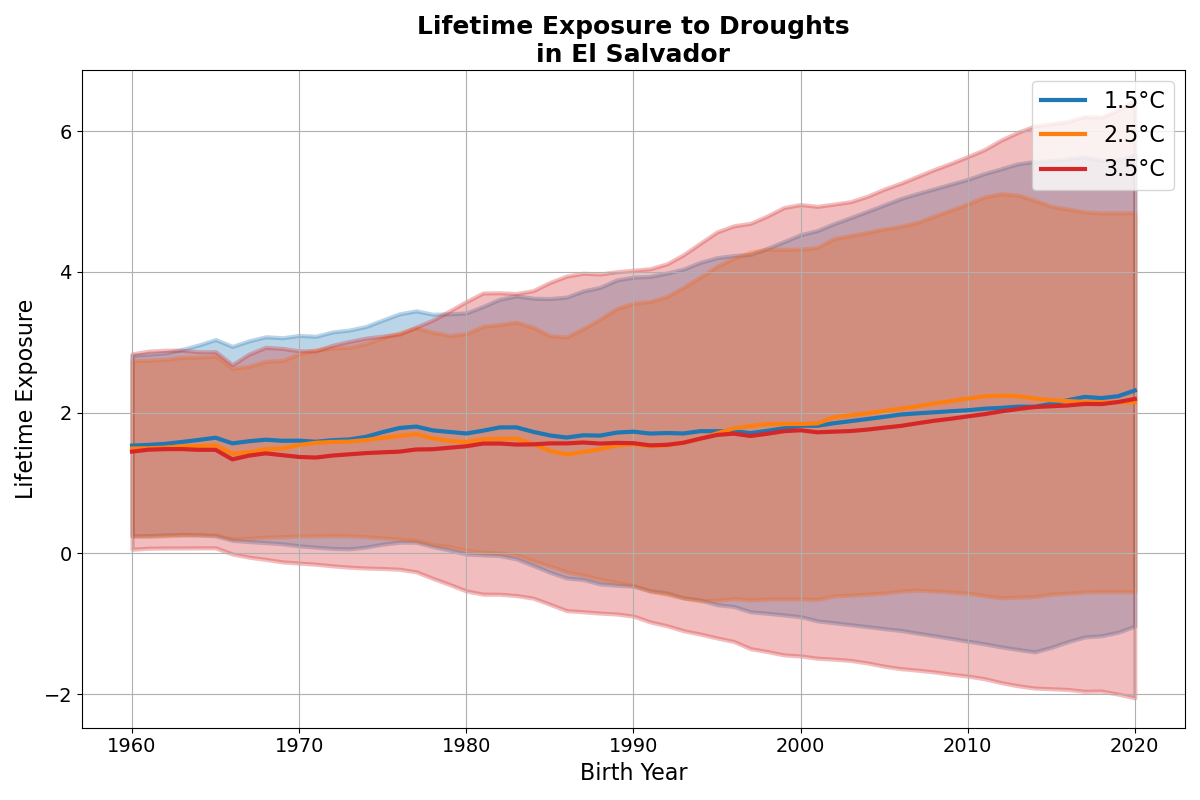 Lifetime Exposure to Droughts
in El Salvador
1.5°C
2.5°C
3.5°C
Lifetime Exposure
6
4
2
0
−2
1960 1970 1980 1990 2000 2010 2020
Birth Year